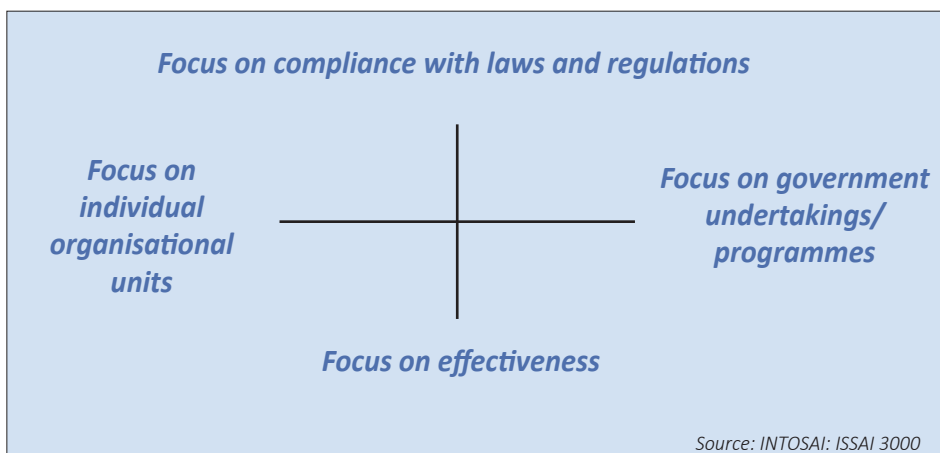 Focus on compliance with laws and regulations
Focus on
individual
organisational
units
Focus on government
undertakings/
programmes
Focus on effectiveness
Source: INTOSAI: ISSAI 3000